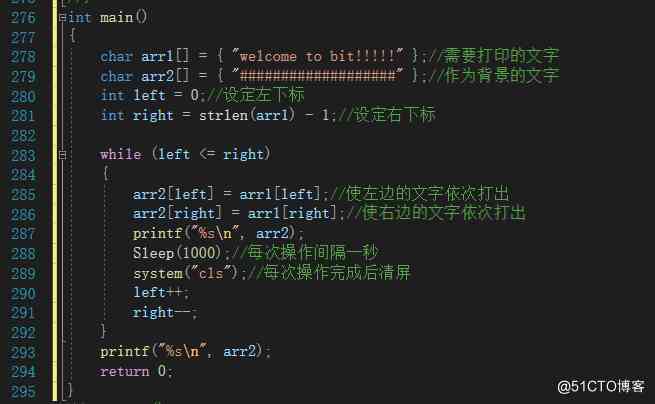 276 int main()
277 {
278 char arr1[] = { "welcome to bit!!!!!" };//需要打印的文字
279 char arr2[] = { "###################" };//作为背景的文字
280 int left = 0;//设定左下标
281 int right = strlen(arr1) - 1;//设定右下标
282
283 while (left <= right)
284 {
285 arr2[left] = arr1[left];//使左边的文字依次打出
286 arr2[right] = arr1[right];//使右边的文字依次打出
287 printf("%s\n", arr2);
288 Sleep(1000);//每次操作间隔一秒
289 system("cls");//每次操作完成后清屏
290 left++;
291 right--;
292 }
293 printf("%s\n", arr2);
294 return 0;
295 }
@51CTO博客